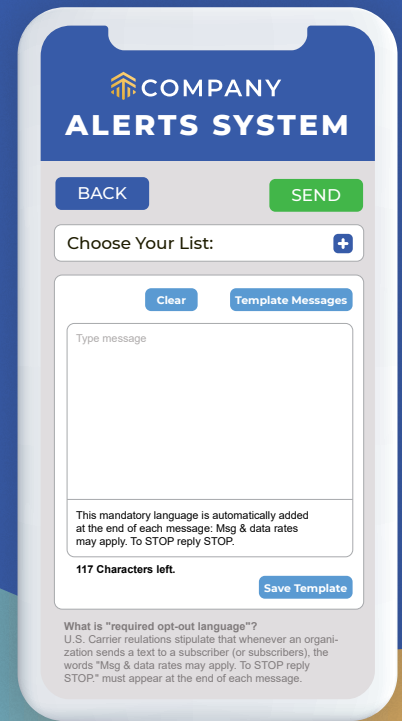 COMPANY
ALERTS SYSTEM
BACK
SEND
Choose Your List:
Clear
Template Messages
Type message
This mandatory language is automatically added
at the end of each message: Msg & data rates
may apply. To STOP reply STOP.
117 Characters left.
Save Template
What is "required opt-out language"?
U.S. Carrier reulations stipulate that whenever an organi-
zation sends a text to a subscriber (or subscribers), the
words "Msg & data rates may apply. To STOP reply
STOP." must appear at the end of each message.